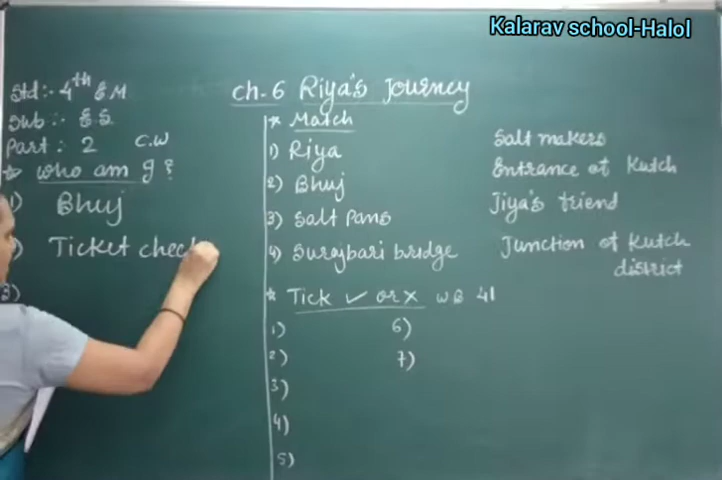 Kalarav school-Halol
Std:- 4th E M
Sub:- E S
Part : 2 C.W
* who am I ?
1) Bhuj
2) Ticket check
3)
ch-6 Riya's Journey
* Match
1) Riya Salt makers
2) Bhuj Entrance of Kutch
3) Salt Pans Jiya's friend
4) Surajbari bridge Junction of Kutch
district
* Tick ✓ or X W B 41
1) 6)
2) 7)
3)
4)
5)